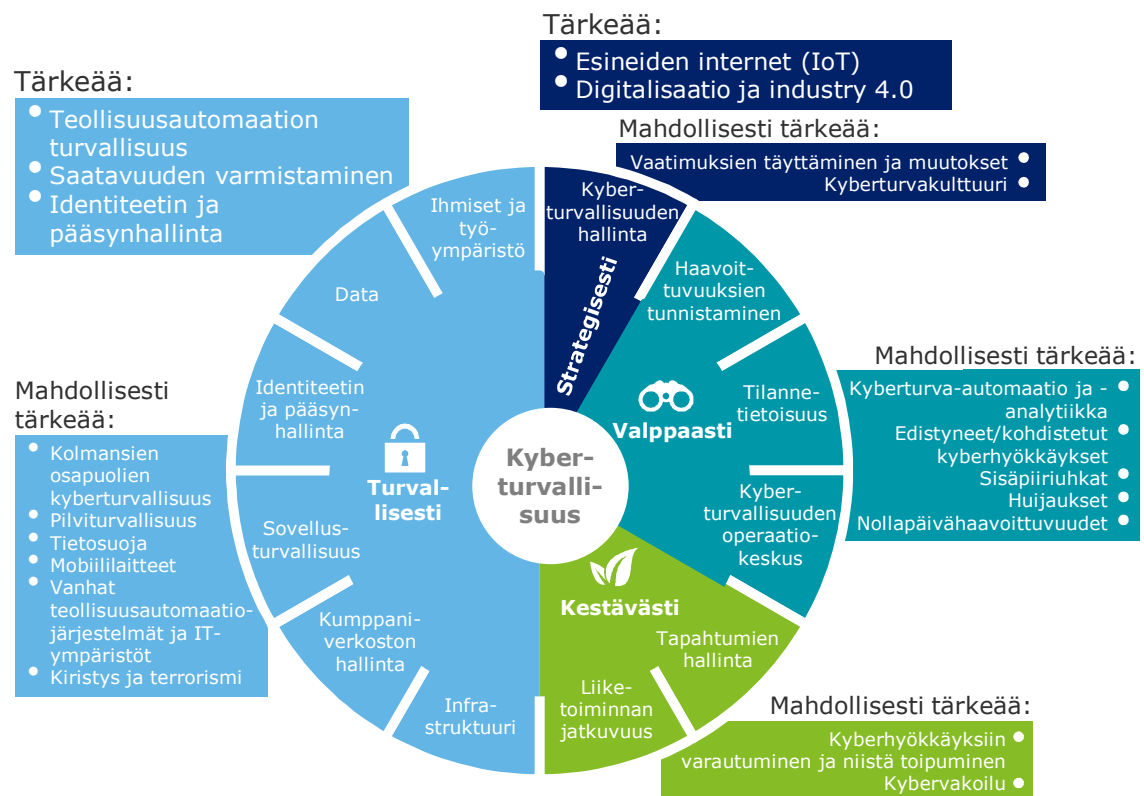 Tärkeää:
Esineiden internet (IoT)
Digitalisaatio ja industry 4.0
Tärkeää:
Teollisuusautomaation
turvallisuus
Saatavuuden varmistaminen
Identiteetin ja
pääsynhallinta
Mahdollisesti tärkeää:
Vaatimuksien täyttäminen ja muutokset
Kyberturvakulttuuri
Kyber-
turvallisuuden
hallinta
Strategisesti
Haavoit-
tuvuuksien
tunnistaminen
Tilanne-
tietoisuus
Kyber-
turvallisuuden
operaatio-
keskus
Valppaasti
Mahdollisesti tärkeää:
Kyberturva-automaatio ja -
analytiikka
Edistyneet/kohdistetut
kyberhyökkäykset
Sisäpiiriuhkat
Huijaukset
Nollapäivähaavoittuvuudet
Kyber-
turvalli-
suus
Kestävästi
Tapahtumien
hallinta
Liike-
toiminnan
jatkuvuus
Mahdollisesti tärkeää:
Kyberhyökkäyksiin
varautuminen ja niistä toipuminen
Kybervakoilu
Turval-
lisesti
Ihmiset ja
työ-
ympäristö
Data
Identiteetin
ja pääsyn-
hallinta
Sovellus-
turvallisuus
Kumppani-
verkoston
hallinta
Infra-
struktuuri
Mahdollisesti
tärkeää:
Kolmansien
osapuolien
kyberturvallisuus
Pilviturvallisuus
Tietosuoja
Mobiililaitteet
Vanhat
teollisuusautomaatio-
järjestelmät ja IT-
ympäristöt
Kiristys ja terrorismi